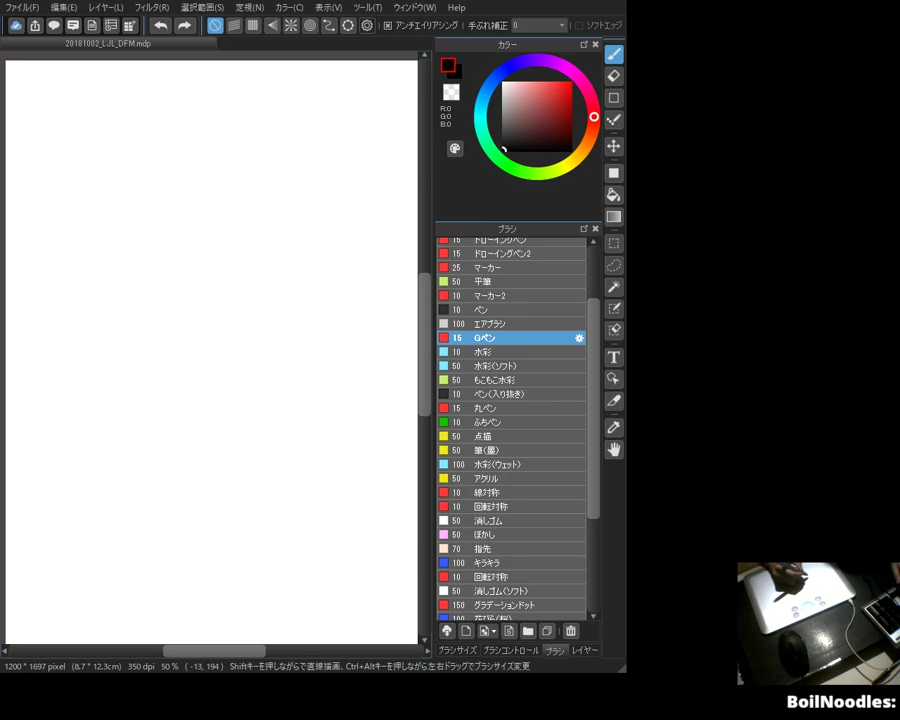 ファイル(F) 編集(E) レイヤー(L) フィルタ(R) 選択範囲(S) 定規(N) カラー(C) 表示(V) ツール(T) ウィンドウ(W) Help
アンチエイリアシング 手ぶれ補正 0 ソフトエッジ
20181002_LJL_DFM.mdp
カラー
R:0
G:0
B:0
ブラシ
15 ドローイングペン
15 ドローイングペン2
25 マーカー
50 平筆
10 マーカー2
10 ペン
100 エアブラシ
15 Gペン
10 水彩
50 水彩(ソフト)
50 もこもこ水彩
10 ペン(入り抜き)
15 丸ペン
10 ふちペン
50 点描
50 筆(墨)
100 水彩(ウェット)
50 アクリル
10 線対称
10 回転対称
50 消しゴム
50 ぼかし
70 指先
100 キラキラ
10 回転対称
50 消しゴム(ソフト)
150 グラデーションドット
ブラシサイズ ブラシコントロール ブラシ レイヤー
1200 * 1697 pixel (8.7 * 12.3cm) 350 dpi 50 % ( -13, 194 ) Shiftキーを押しながらで直線描画、Ctrl+Altキーを押しながら左右ドラッグでブラシサイズ変更
BoilNoodles: